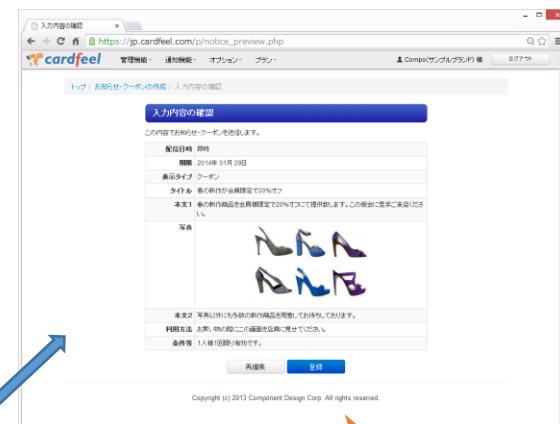 入力内容の確認
https://jp.cardfeel.com/p/notice_preview.php
cardfeel 管理機能 通知機能 オプション プラン Compo(サンプルブランド) 様 ログアウト
トップ / お知らせ・クーポンの作成 / 入力内容の確認
入力内容の確認
この内容でお知らせ・クーポンを送信します。
配信日時 即時
期限 2014年 01月 29日
表示タイプ クーポン
タイトル 春の新作が会員限定で20%オフ
本文1 春の新作商品を会員様限定で20%オフにて提供致します。この機会に是非ご来店くださ
い。
写真
本文2 写真以外にも多数の新作商品を用意してお待ちしております。
利用方法 お買い物の際にこの画面を店員に見せてください。
条件等 1人様1回限り有効です。
再編集 登録
Copyright (c) 2013 Component Design Corp. All rights reserved.